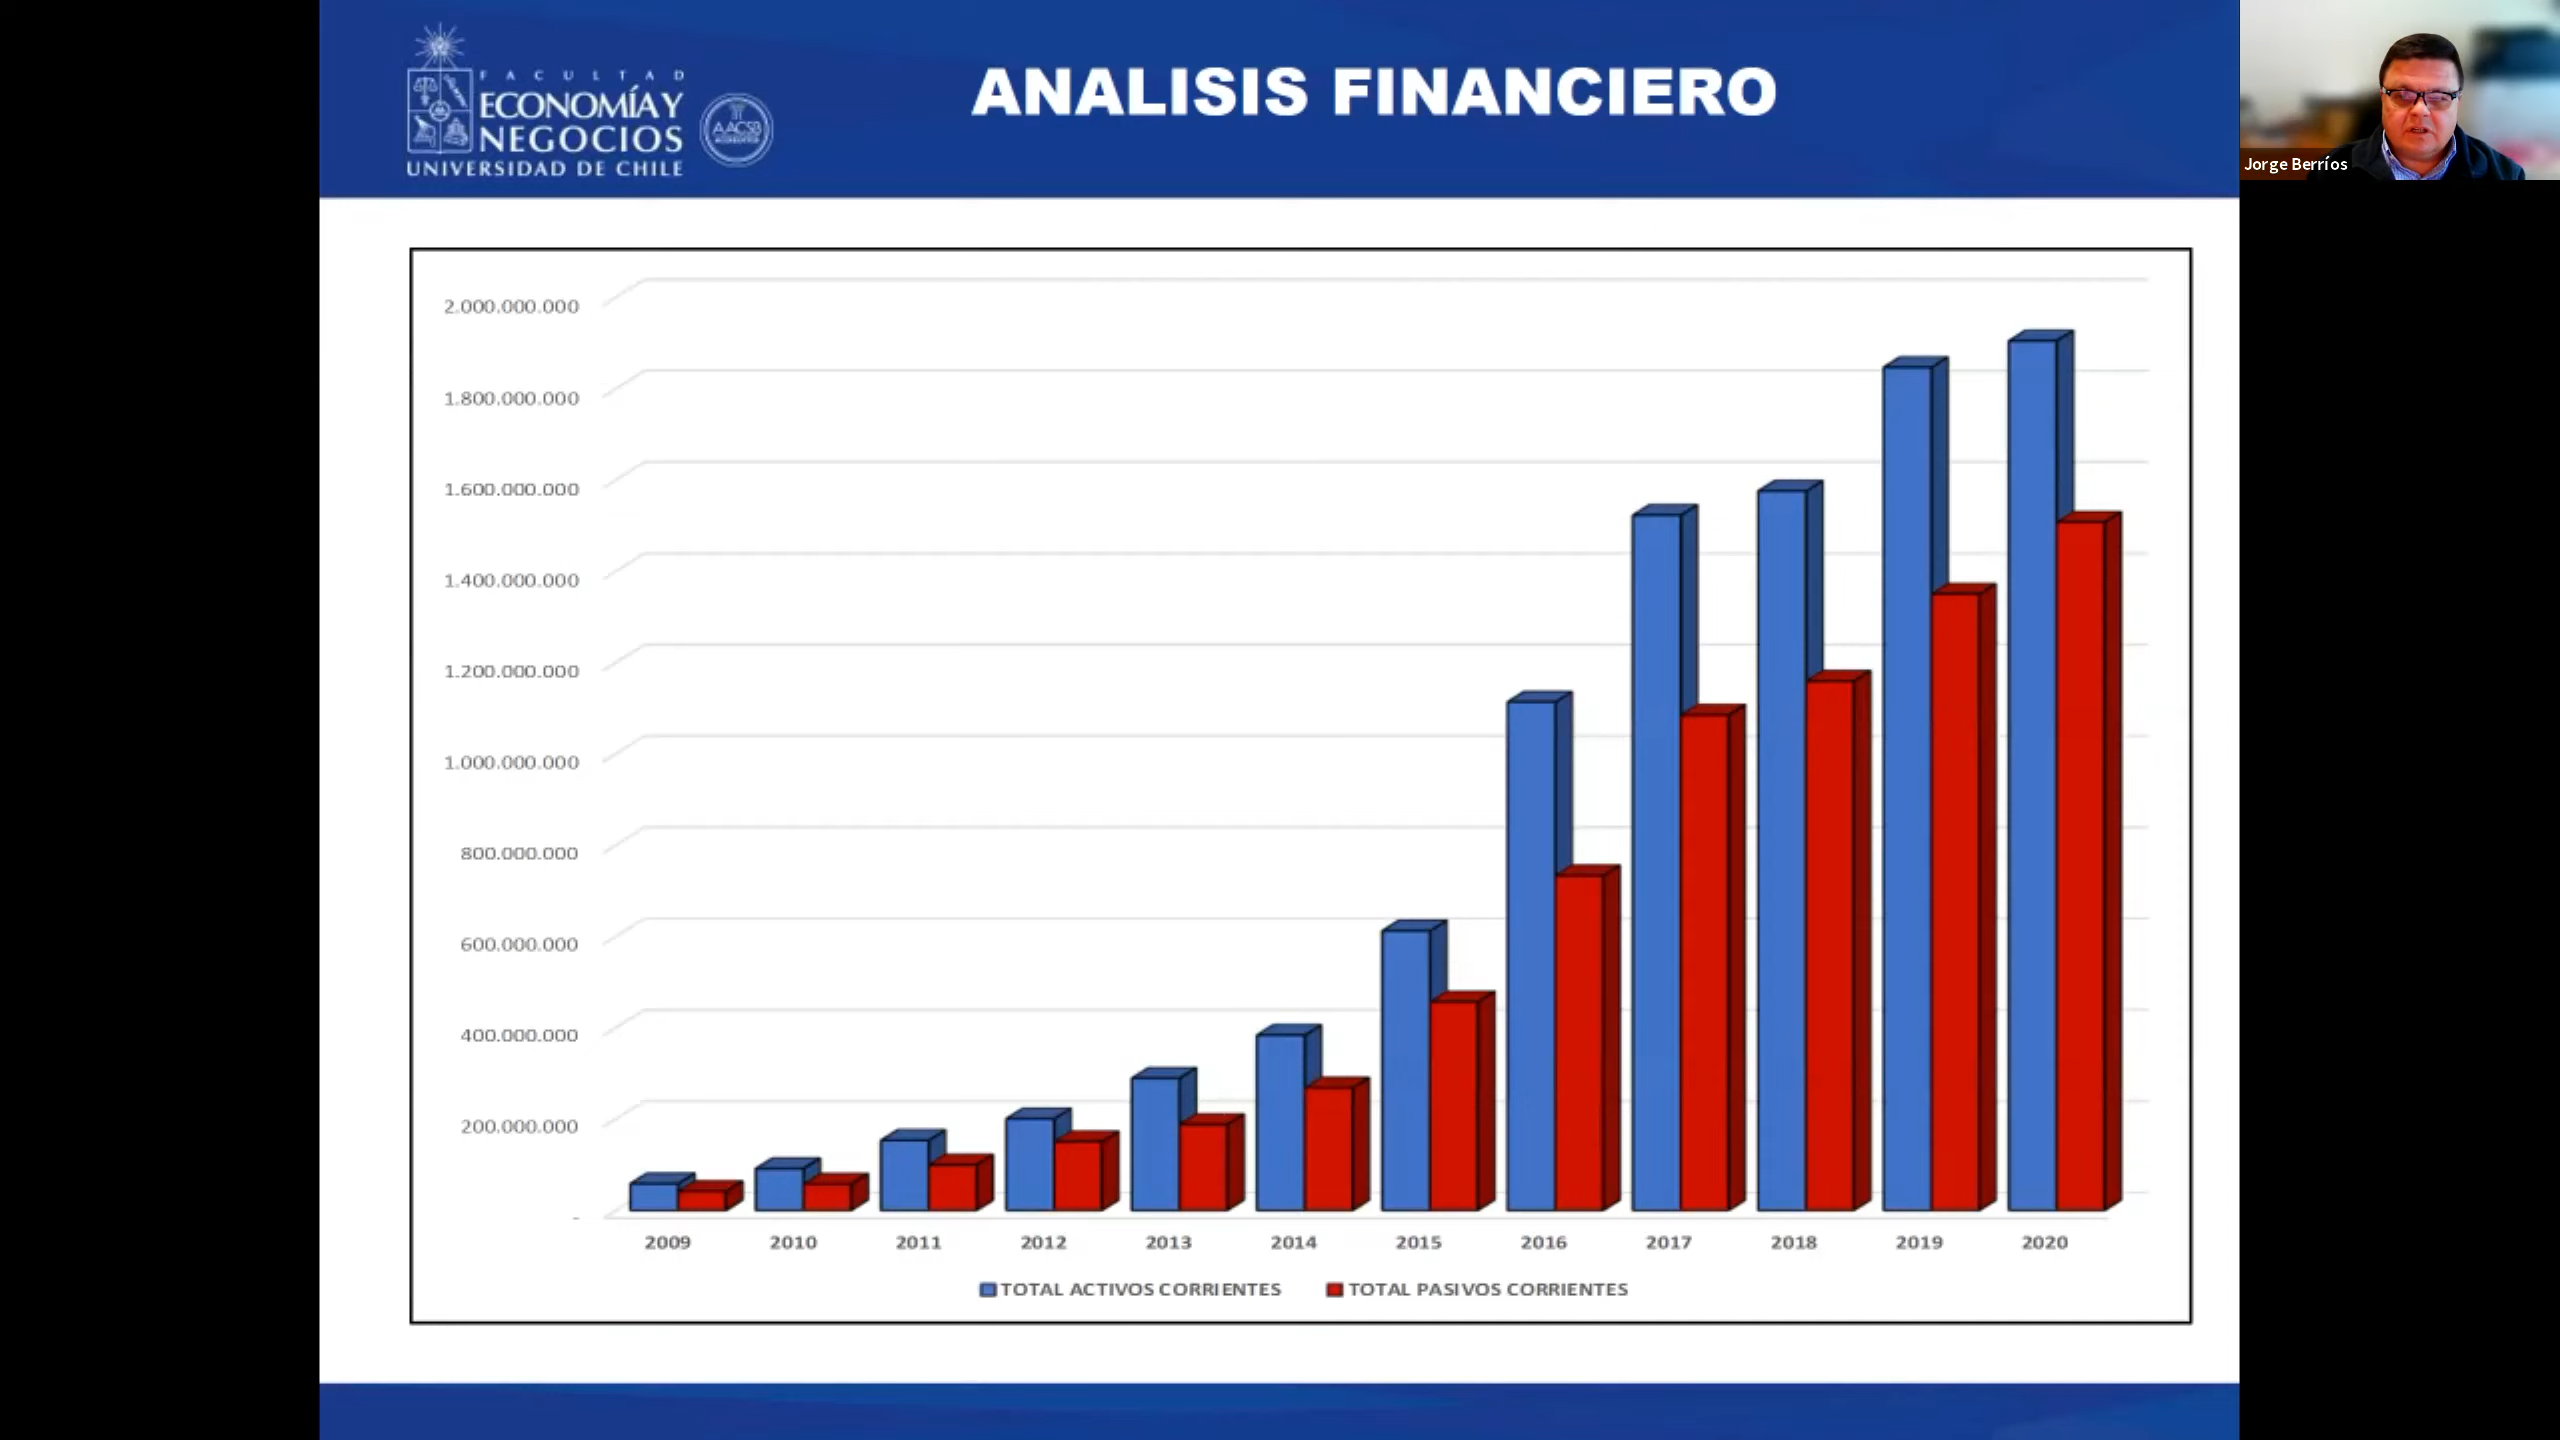 FACULTAD
ECONOMÍA Y
NEGOCIOS
UNIVERSIDAD DE CHILE
AACSB
ACCREDITED
ANALISIS FINANCIERO
Jorge Berríos
2.000.000.000
1.800.000.000
1.600.000.000
1.400.000.000
1.200.000.000
1.000.000.000
800.000.000
600.000.000
400.000.000
200.000.000
-
2009 2010 2011 2012 2013 2014 2015 2016 2017 2018 2019 2020
TOTAL ACTIVOS CORRIENTES TOTAL PASIVOS CORRIENTES